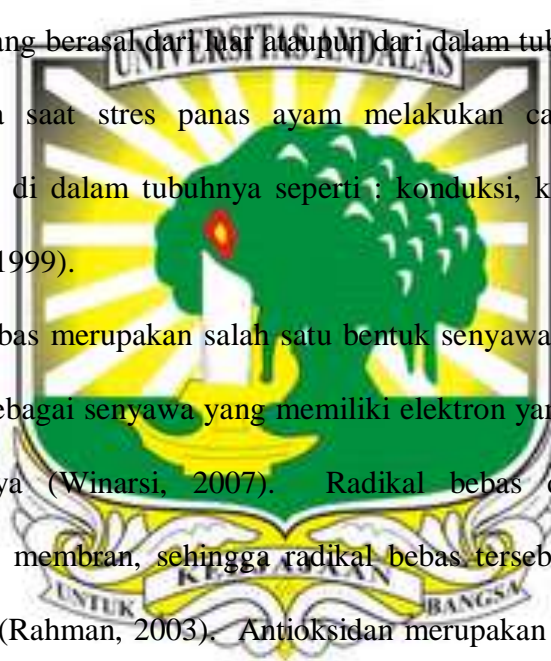 UNIVERSITAS ANDALAS
ang berasal dari luar ataupun dari dalam tub
saat stres panas ayam melakukan ca
di dalam tubuhnya seperti : konduksi, k
1999).
bas merupakan salah satu bentuk senyawa
ebagai senyawa yang memiliki elektron yan
ya (Winarsi, 2007). Radikal bebas
membran, sehingga radikal bebas terseb
KEDJAJAAN
UNTUK BANGSA
(Rahman, 2003). Antioksidan merupakan